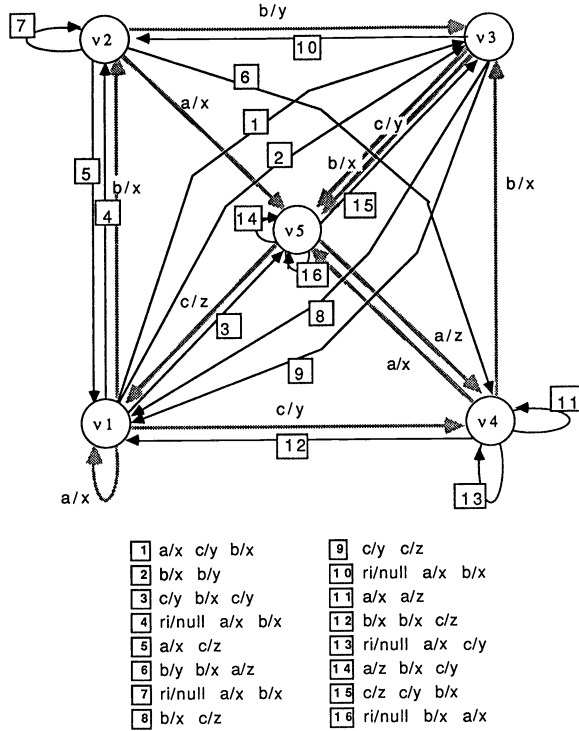 b/y
7
v2
10
v3
6
a/x
1
c/y
2
b/x
b/x
5
b/x
4
15
14
v5
16
c/z
3
8
a/z
9
a/x
v1
c/y
v4
11
12
13
a/x
1 a/x c/y b/x
2 b/x b/y
3 c/y b/x c/y
4 ri/null a/x b/x
5 a/x c/z
6 b/y b/x a/z
7 ri/null a/x b/x
8 b/x c/z
9 c/y c/z
10 ri/null a/x b/x
11 a/x a/z
12 b/x b/x c/z
13 ri/null a/x c/y
14 a/z b/x c/y
15 c/z c/y b/x
16 ri/null b/x a/x